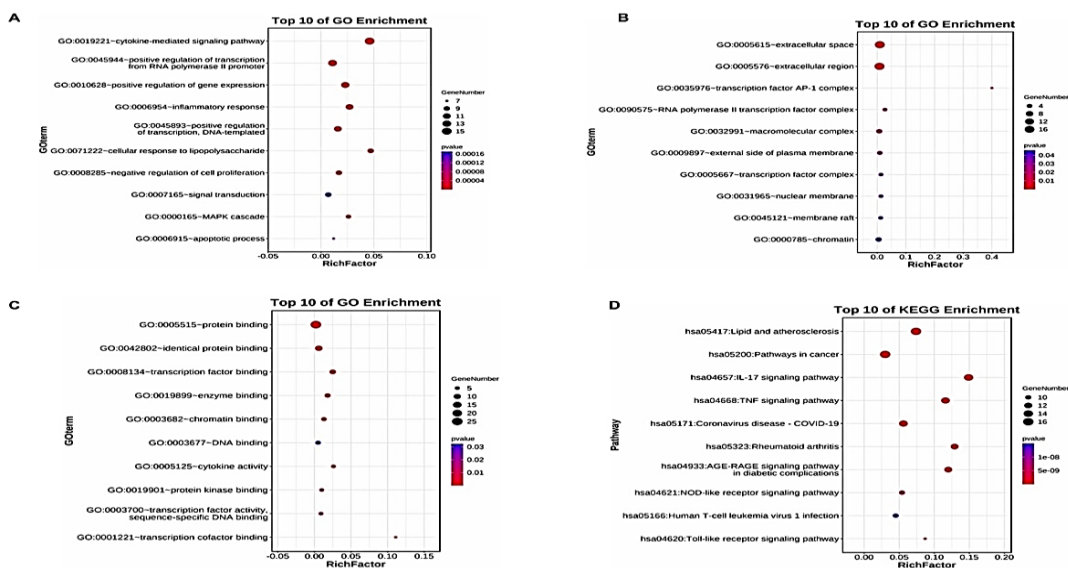 A
Top 10 of GO Enrichment
GO:0019221~cytokine-mediated signaling pathway
GO:0045944~positive regulation of transcription
from RNA polymerase II promoter
GO:0010628~positive regulation of gene expression
GO:0006954~inflammatory response
GO:0045893~positive regulation
of transcription, DNA-templated
GO:0071222~cellular response to lipopolysaccharide
GO:0008285~negative regulation of cell proliferation
GO:0007165~signal transduction
GO:0000165~MAPK cascade
GO:0006915~apoptotic process
GOterm
-0.05 0.00 0.05 0.10
RichFactor
GeneNumber
7
9
11
13
15
pvalue
0.00016
0.00012
0.00008
0.00004
B
Top 10 of GO Enrichment
GO:0005615~extracellular space
GO:0005576~extracellular region
GO:0035976~transcription factor AP-1 complex
GO:0090575~RNA polymerase II transcription factor complex
GO:0032991~macromolecular complex
GO:0009897~external side of plasma membrane
GO:0005667~transcription factor complex
GO:0031965~nuclear membrane
GO:0045121~membrane raft
GO:0000785~chromatin
GOterm
0.0 0.1 0.2 0.3 0.4
RichFactor
GeneNumber
4
8
12
16
pvalue
0.04
0.03
0.02
0.01
C
Top 10 of GO Enrichment
GO:0005515~protein binding
GO:0042802~identical protein binding
GO:0008134~transcription factor binding
GO:0019899~enzyme binding
GO:0003682~chromatin binding
GO:0003677~DNA binding
GO:0005125~cytokine activity
GO:0019901~protein kinase binding
GO:0003700~transcription factor activity,
sequence-specific DNA binding
GO:0001221~transcription cofactor binding
GOterm
-0.05 0.00 0.05 0.10 0.15
RichFactor
GeneNumber
5
10
15
20
25
pvalue
0.03
0.02
0.01
D
Top 10 of KEGG Enrichment
hsa05417:Lipid and atherosclerosis
hsa05200:Pathways in cancer
hsa04657:IL-17 signaling pathway
hsa04668:TNF signaling pathway
hsa05171:Coronavirus disease - COVID-19
hsa05323:Rheumatoid arthritis
hsa04933:AGE-RAGE signaling pathway
in diabetic complications
hsa04621:NOD-like receptor signaling pathway
hsa05166:Human T-cell leukemia virus 1 infection
hsa04620:Toll-like receptor signaling pathway
Pathway
0.00 0.05 0.10 0.15 0.20
RichFactor
GeneNumber
10
12
14
16
pvalue
1e-08
5e-09